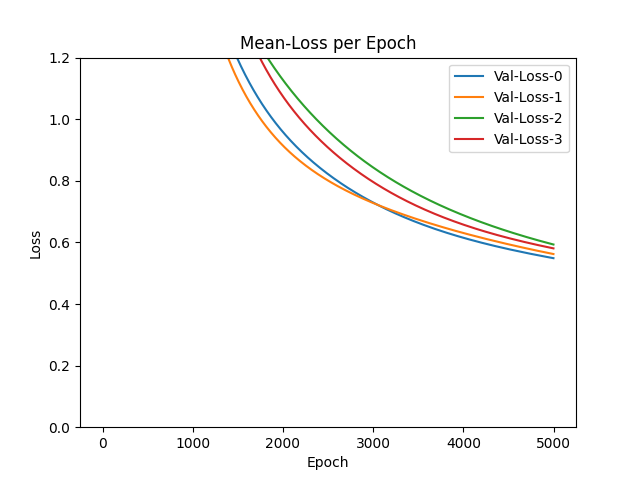 Mean-Loss per Epoch
1.2
1.0
0.8
0.6
0.4
0.2
0.0
Loss
Val-Loss-0
Val-Loss-1
Val-Loss-2
Val-Loss-3
0 1000 2000 3000 4000 5000
Epoch